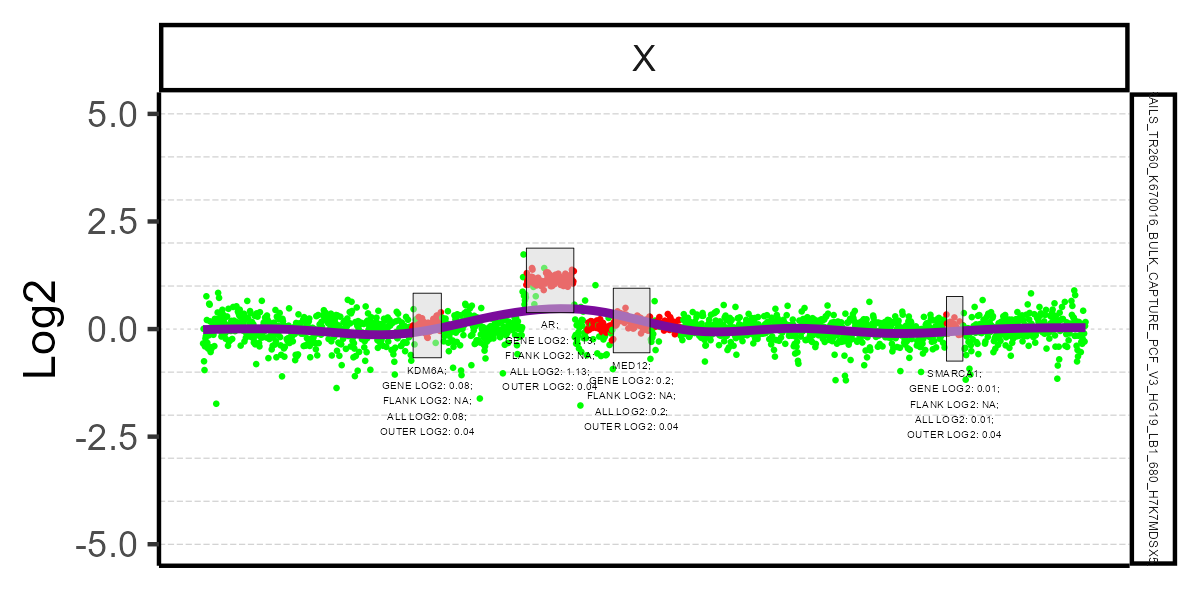 X
5.0
2.5
0.0
-2.5
-5.0
Log2
KDM6A;
GENE LOG2: 0.08;
FLANK LOG2: NA;
ALL LOG2: 0.08;
OUTER LOG2: 0.04
AR;
GENE LOG2: 1.13;
FLANK LOG2: NA;
ALL LOG2: 1.13;
OUTER LOG2: 0.04
MED12;
GENE LOG2: 0.2;
FLANK LOG2: NA;
ALL LOG2: 0.2;
OUTER LOG2: 0.04
SMARCA1;
GENE LOG2: 0.01;
FLANK LOG2: NA;
ALL LOG2: 0.01;
OUTER LOG2: 0.04
AILS_TR260_K670016_BULK_CAPTURE_PCF_V3_HG19_LB1_680_H7K7MDSX5